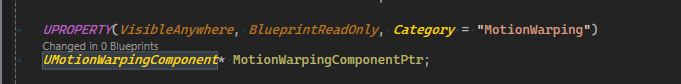 UPROPERTY(VisibleAnywhere, BlueprintReadOnly, Category = "MotionWarping")
Changed in 0 Blueprints
UMotionWarpingComponent* MotionWarpingComponentPtr;